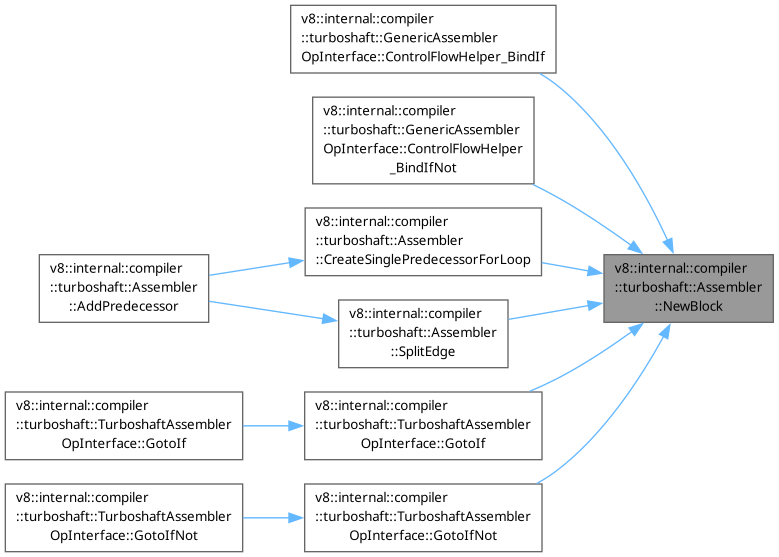 v8::internal::compiler
::turboshaft::GenericAssembler
OpInterface::ControlFlowHelper_BindIf
v8::internal::compiler
::turboshaft::GenericAssembler
OpInterface::ControlFlowHelper
_BindIfNot
v8::internal::compiler
::turboshaft::Assembler
::CreateSinglePredecessorForLoop
v8::internal::compiler
::turboshaft::Assembler
::AddPredecessor
v8::internal::compiler
::turboshaft::Assembler
::NewBlock
v8::internal::compiler
::turboshaft::Assembler
::SplitEdge
v8::internal::compiler
::turboshaft::TurboshaftAssembler
OpInterface::GotoIf
v8::internal::compiler
::turboshaft::TurboshaftAssembler
OpInterface::GotoIf
v8::internal::compiler
::turboshaft::TurboshaftAssembler
OpInterface::GotoIfNot
v8::internal::compiler
::turboshaft::TurboshaftAssembler
OpInterface::GotoIfNot